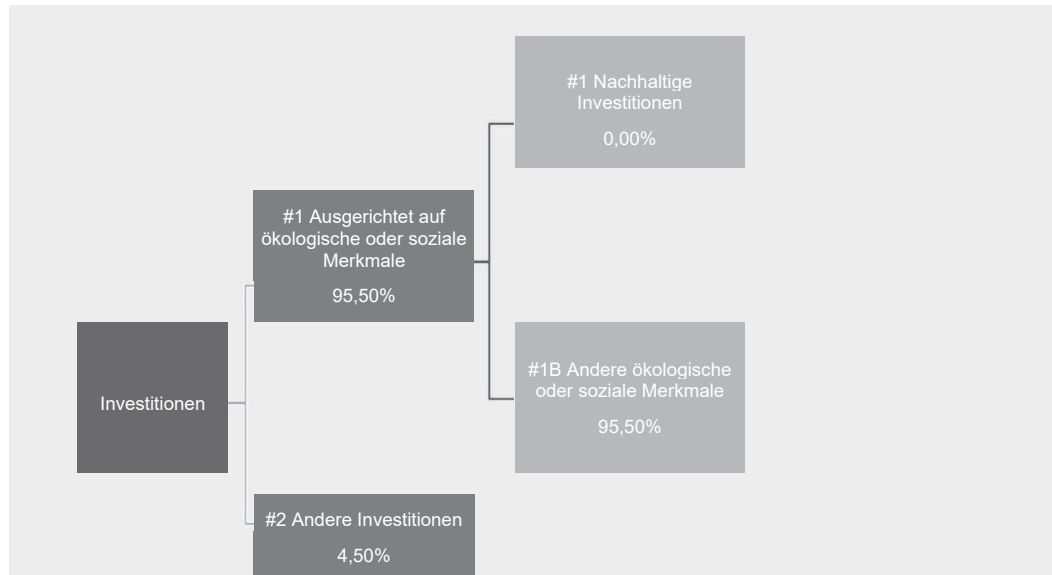 #1 Nachhaltige
Investitionen
0,00%
#1 Ausgerichtet auf
ökologische oder soziale
Merkmale
95,50%
Investitionen
#1B Andere ökologische
oder soziale Merkmale
95,50%
#2 Andere Investitionen
4,50%